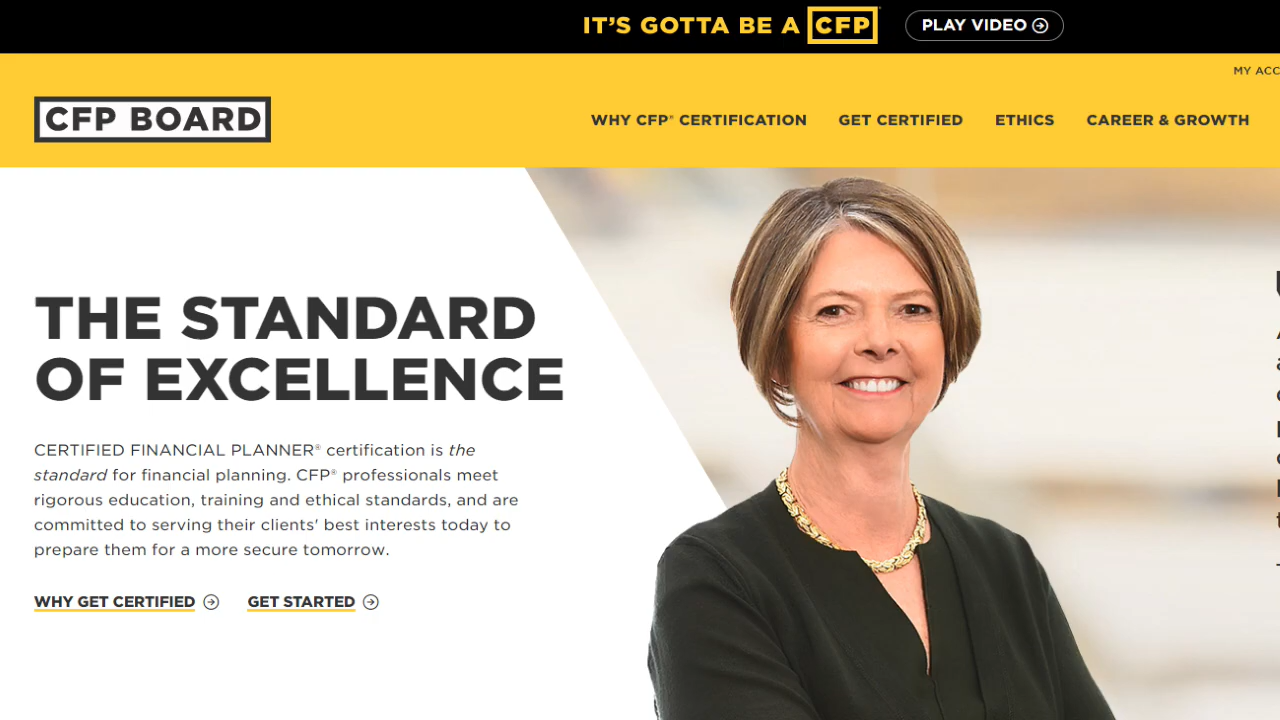 IT'S GOTTA BE A CFP
PLAY VIDEO
MY ACC
CFP BOARD
WHY CFP® CERTIFICATION
GET CERTIFIED
ETHICS
CAREER & GROWTH
THE STANDARD
OF EXCELLENCE
CERTIFIED FINANCIAL PLANNER® certification is the
standard for financial planning. CFP® professionals meet
rigorous education, training and ethical standards, and are
committed to serving their clients' best interests today to
prepare them for a more secure tomorrow.
WHY GET CERTIFIED
GET STARTED